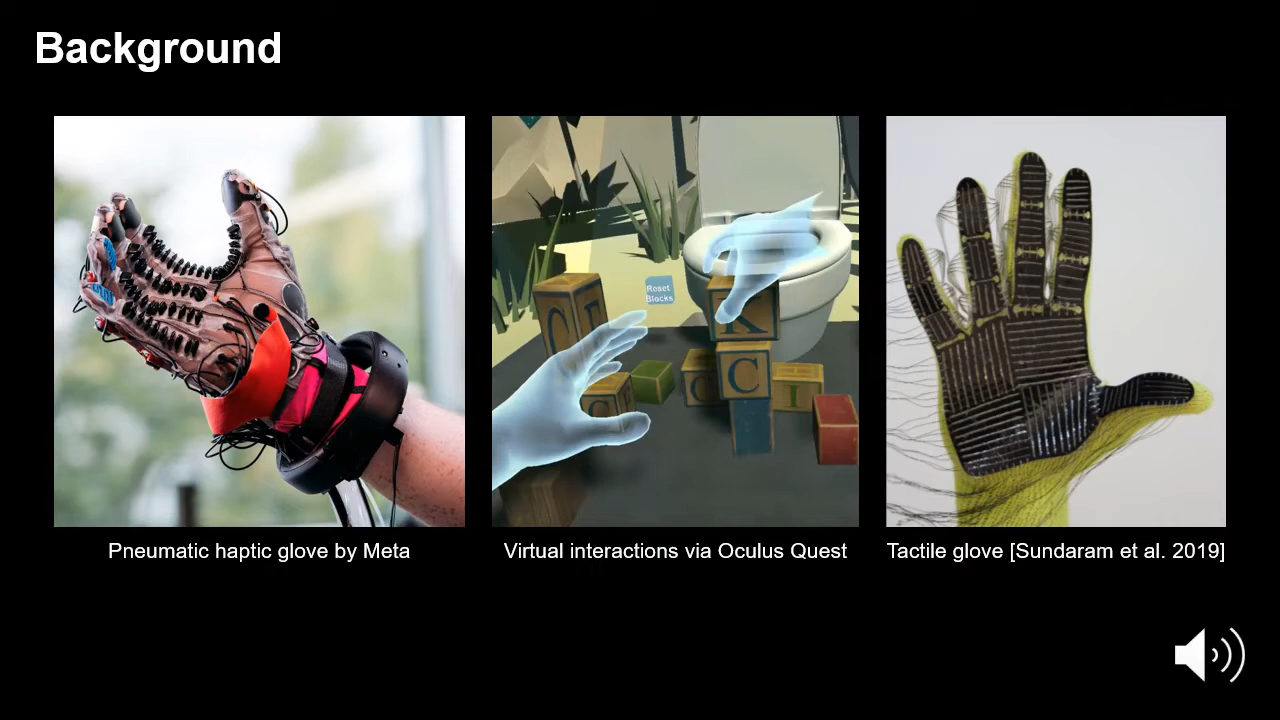 Background
Reset
Blocks
C
K
C
C
C
I
Pneumatic haptic glove by Meta
Virtual interactions via Oculus Quest
Tactile glove [Sundaram et al. 2019]